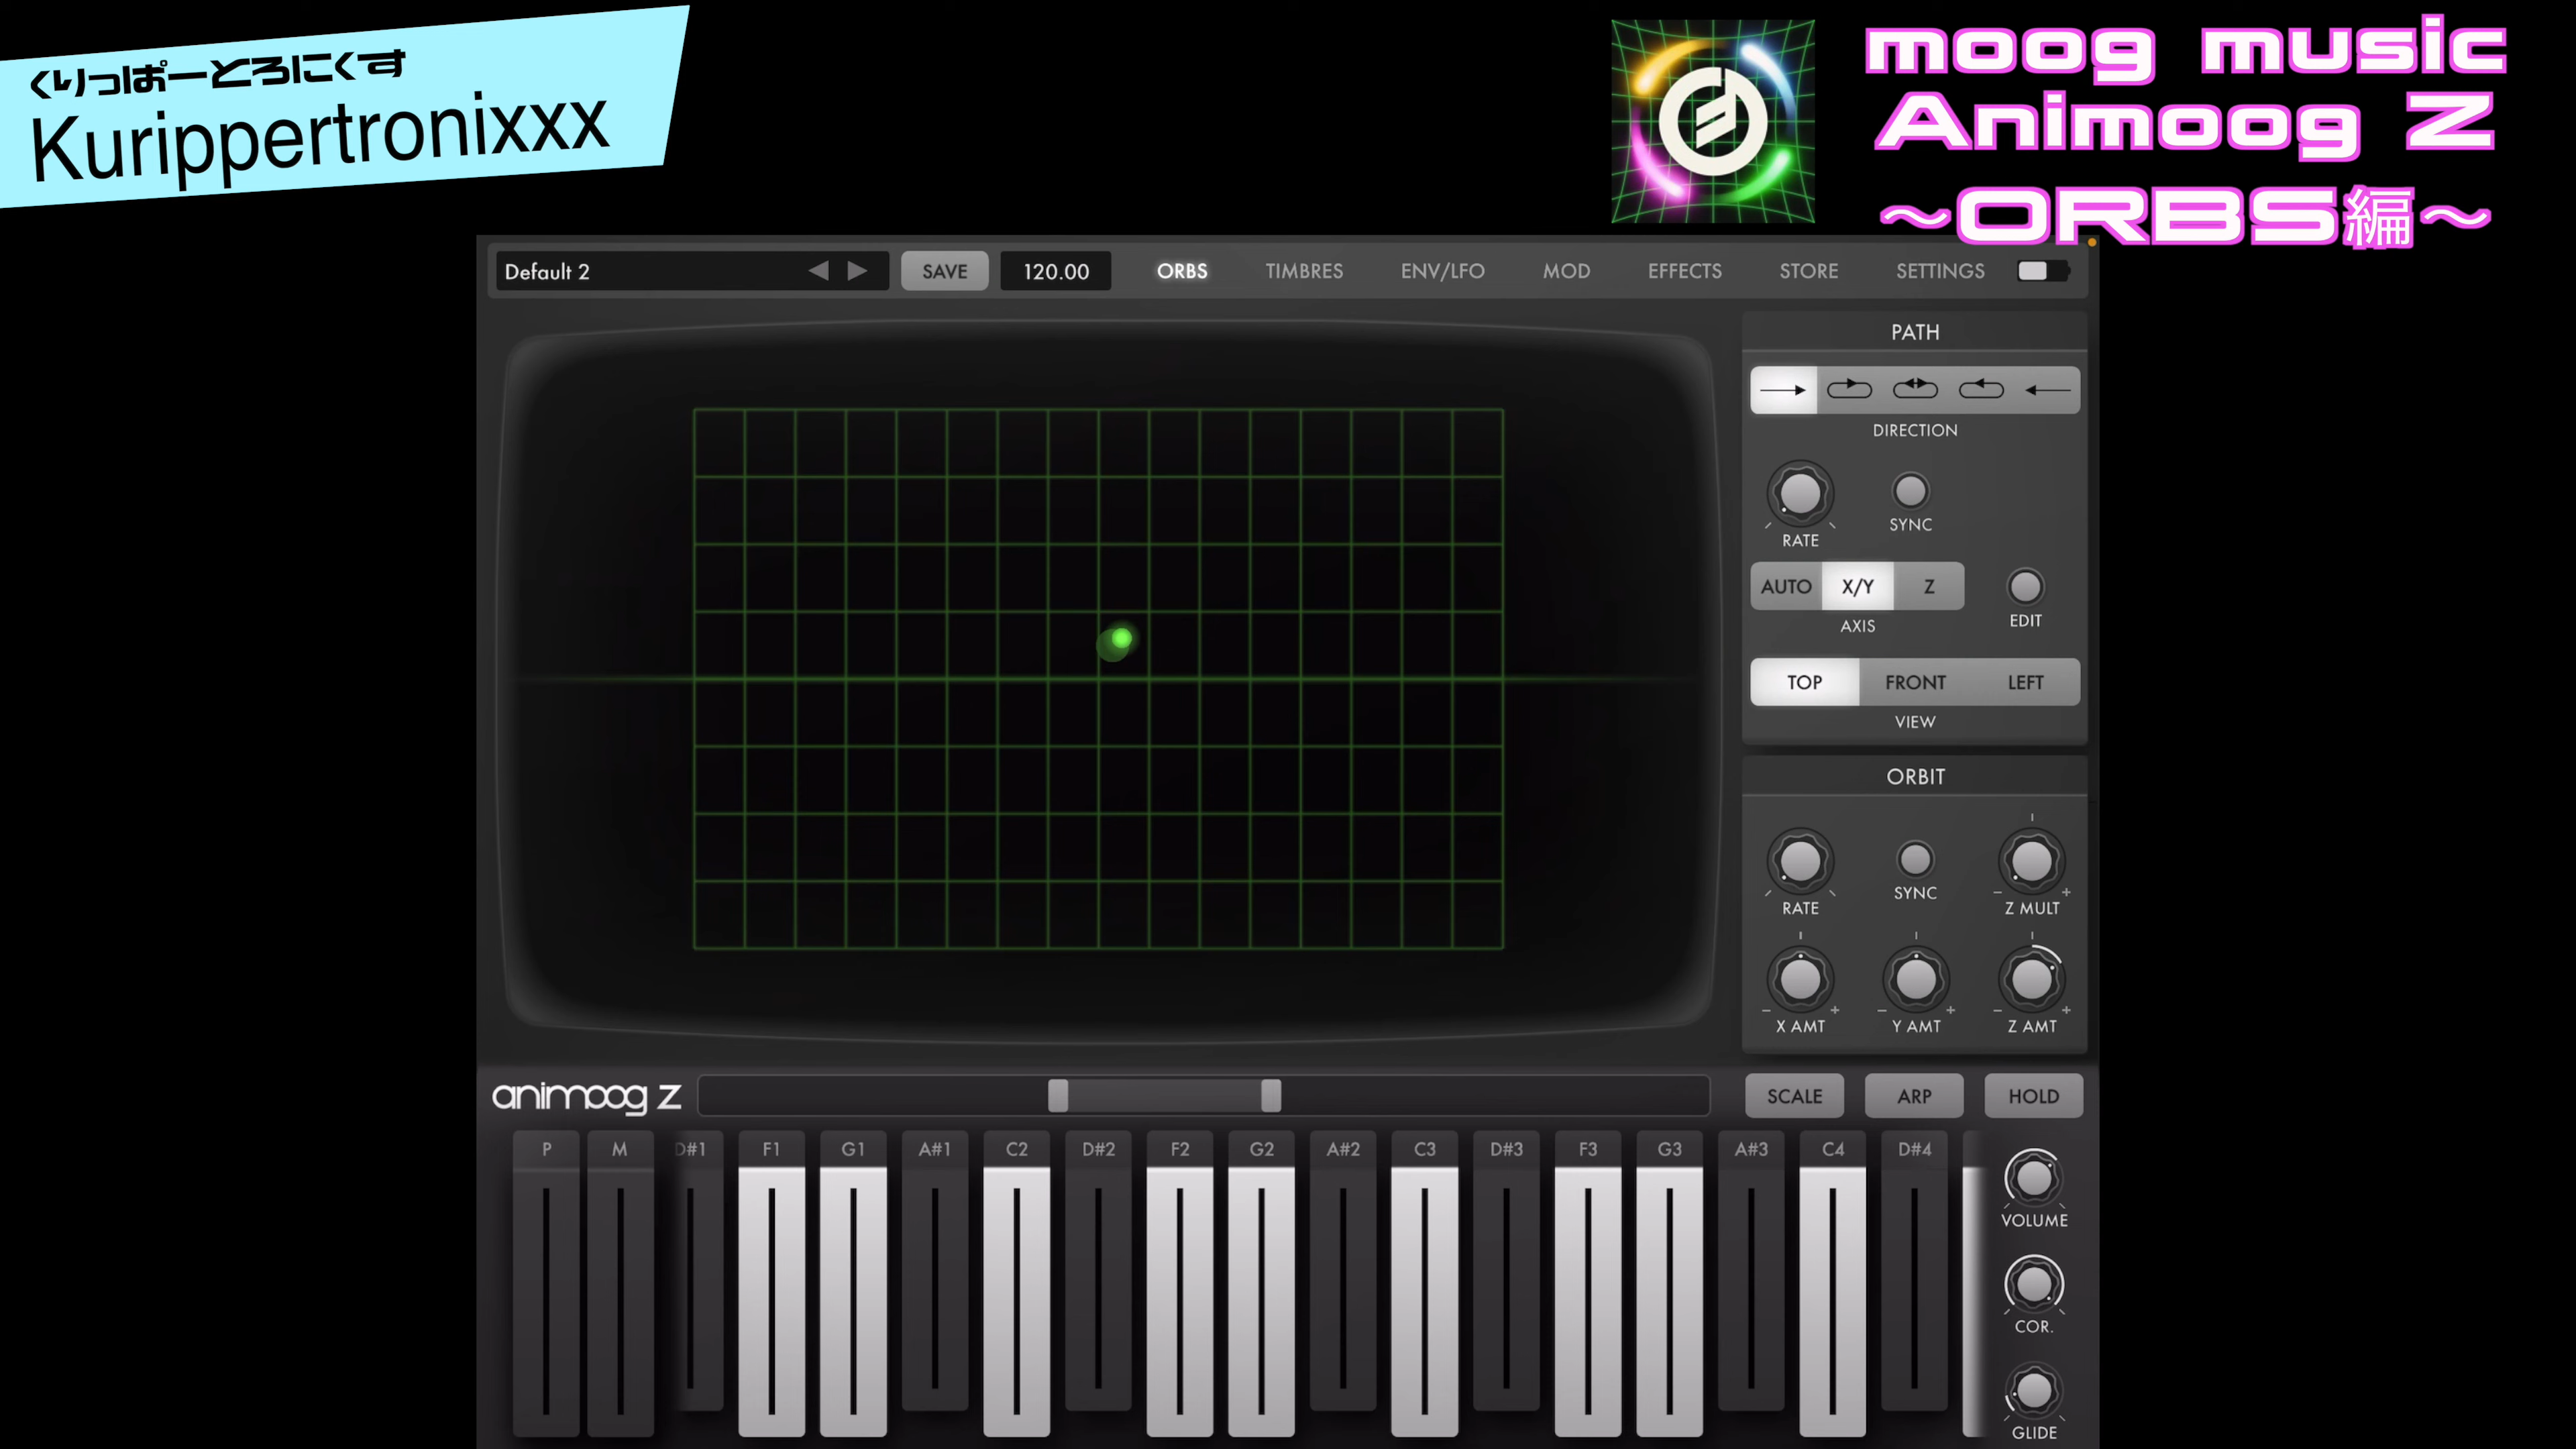 くりっぱーとろにくす
Kurippertronixxx
moog music
Animoog Z
～ORBS編～
Default 2
SAVE
120.00
ORBS
TIMBRES
ENV/LFO
MOD
EFFECTS
STORE
SETTINGS
PATH
DIRECTION
RATE
SYNC
AUTO
X/Y
Z
AXIS
EDIT
TOP
FRONT
LEFT
VIEW
ORBIT
RATE
SYNC
Z MULT
X AMT
Y AMT
Z AMT
animoog Z
SCALE
ARP
HOLD
P
M
D#1
F1
G1
A#1
C2
D#2
F2
G2
A#2
C3
D#3
F3
G3
A#3
C4
D#4
VOLUME
COR.
GLIDE